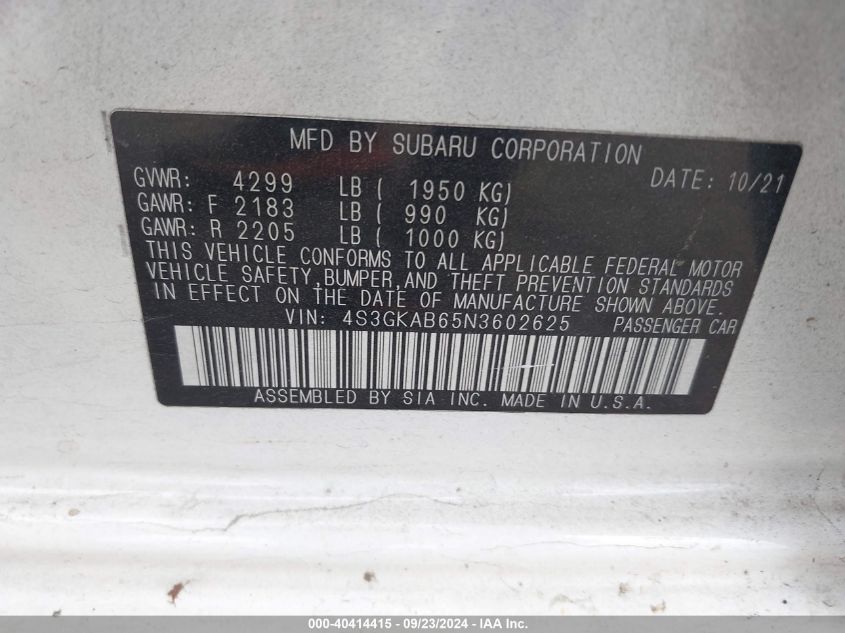 MFD BY SUBARU CORPORATION
DATE: 10/21
GVWR: 4299 LB ( 1950 KG)
GAWR: F 2183 LB ( 990 KG)
GAWR: R 2205 LB ( 1000 KG)
THIS VEHICLE CONFORMS TO ALL APPLICABLE FEDERAL MOTOR
VEHICLE SAFETY, BUMPER, AND THEFT PREVENTION STANDARDS
IN EFFECT ON THE DATE OF MANUFACTURE SHOWN ABOVE.
VIN: 4S3GKAB65N3602625 PASSENGER CAR
ASSEMBLED BY SIA INC. MADE IN U.S.A.
000-40414415 - 09/23/2024 - IAA Inc.